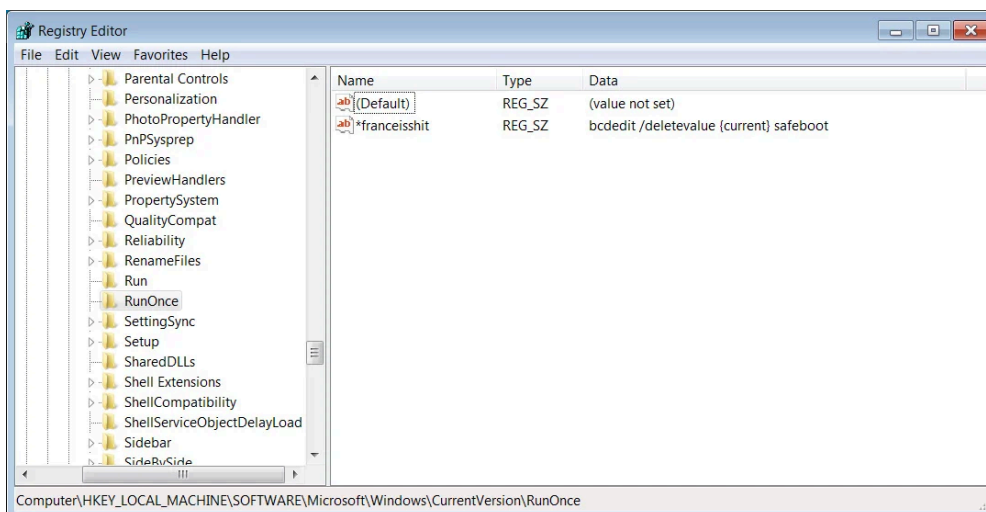 Registry Editor
File Edit View Favorites Help
Parental Controls
Personalization
PhotoPropertyHandler
PnPSysprep
Policies
PreviewHandlers
PropertySystem
QualityCompat
Reliability
RenameFiles
Run
RunOnce
SettingSync
Setup
SharedDLLs
Shell Extensions
ShellCompatibility
ShellServiceObjectDelayLoad
Sidebar
SideBySide
Name Type Data
(Default) REG_SZ (value not set)
*franceisshit REG_SZ bcdedit /deletevalue {current} safeboot
Computer\HKEY_LOCAL_MACHINE\SOFTWARE\Microsoft\Windows\CurrentVersion\RunOnce